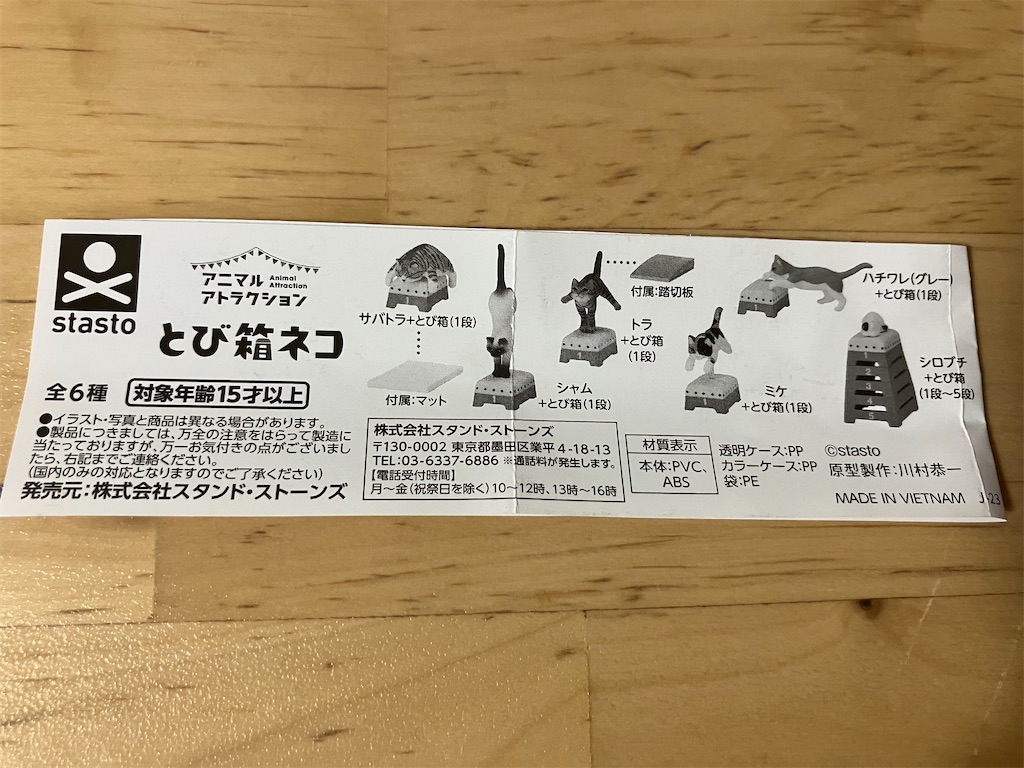 stasto
アニマル Animal
アトラクション Attraction
とび箱ネコ
全6種 対象年齢15才以上
●イラスト・写真と商品は異なる場合があります。
●製品につきましては、万全の注意をはらって製造に
当たっておりますが、万一お気付きの点がございまし
たら、右記までご連絡ください。
(国内のみの対応となりますのでご了承ください)
発売元:株式会社スタンド・ストーンズ
サバトラ+とび箱(1段)
付属:マット
シャム
+とび箱(1段)
トラ
+とび箱
(1段)
付属:踏切板
ミケ
+とび箱(1段)
ハチワレ(グレー)
+とび箱(1段)
シロブチ
+とび箱
(1段〜5段)
株式会社スタンド・ストーンズ
〒130-0002 東京都墨田区業平4-18-13
TEL:03-6337-6886 ※通話料が発生します。
【電話受付時間】
月〜金(祝祭日を除く)10〜12時、13時〜16時
材質表示
本体:PVC、
ABS
透明ケース:PP
カラーケース:PP
袋:PE
©stasto
原型製作:川村恭一
MADE IN VIETNAM